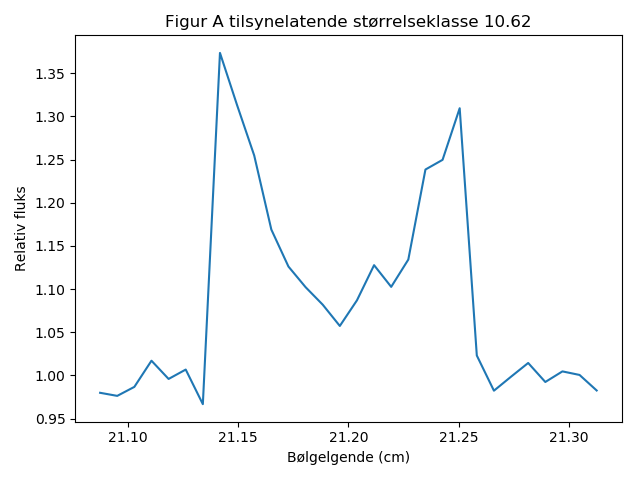 Figur A tilsynelatende størrelseklasse 10.62
1.35
1.30
1.25
1.20
1.15
1.10
1.05
1.00
0.95
Relativ fluks
21.10 21.15 21.20 21.25 21.30
Bølgelgende (cm)